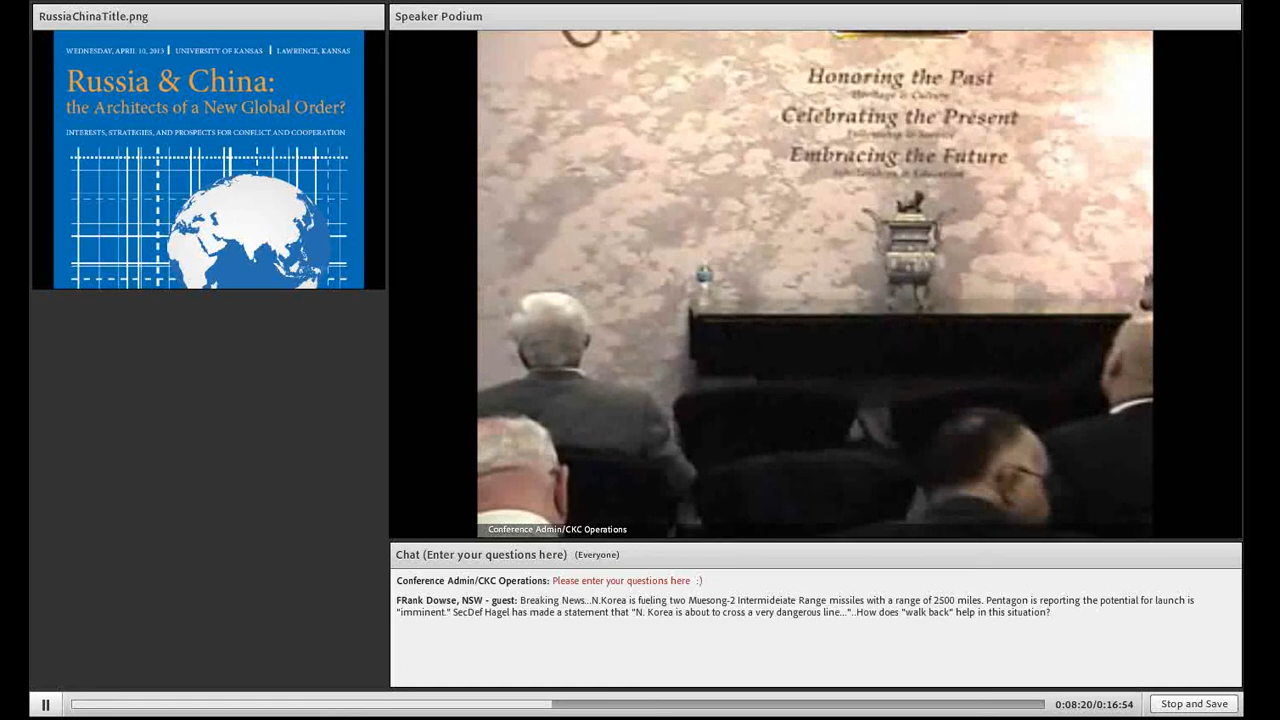 RussiaChinaTitle.png
WEDNESDAY, APRIL 10, 2013 | UNIVERSITY OF KANSAS | LAWRENCE, KANSAS
Russia & China:
the Architects of a New Global Order?
INTERESTS, STRATEGIES, AND PROSPECTS FOR CONFLICT AND COOPERATION
Speaker Podium
Honoring the Past
Heritage & Culture
Celebrating the Present
Fellowship & Service
Embracing the Future
Conference Admin/CKC Operations
Chat (Enter your questions here) (Everyone)
Conference Admin/CKC Operations: Please enter your questions here :)
FRank Dowse, NSW - guest: Breaking News...N.Korea is fueling two Muesong-2 Intermideiate Range missiles with a range of 2500 miles. Pentagon is reporting the potential for launch is
"imminent." SecDef Hagel has made a statement that "N. Korea is about to cross a very dangerous line..."..How does "walk back" help in this situation?
0:08:20/0:16:54
Stop and Save